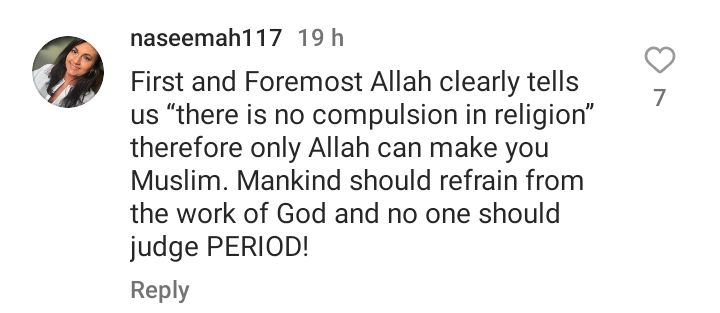 naseemah117 19 h
First and Foremost Allah clearly tells
us “there is no compulsion in religion”
therefore only Allah can make you
Muslim. Mankind should refrain from
the work of God and no one should
judge PERIOD!
7
Reply